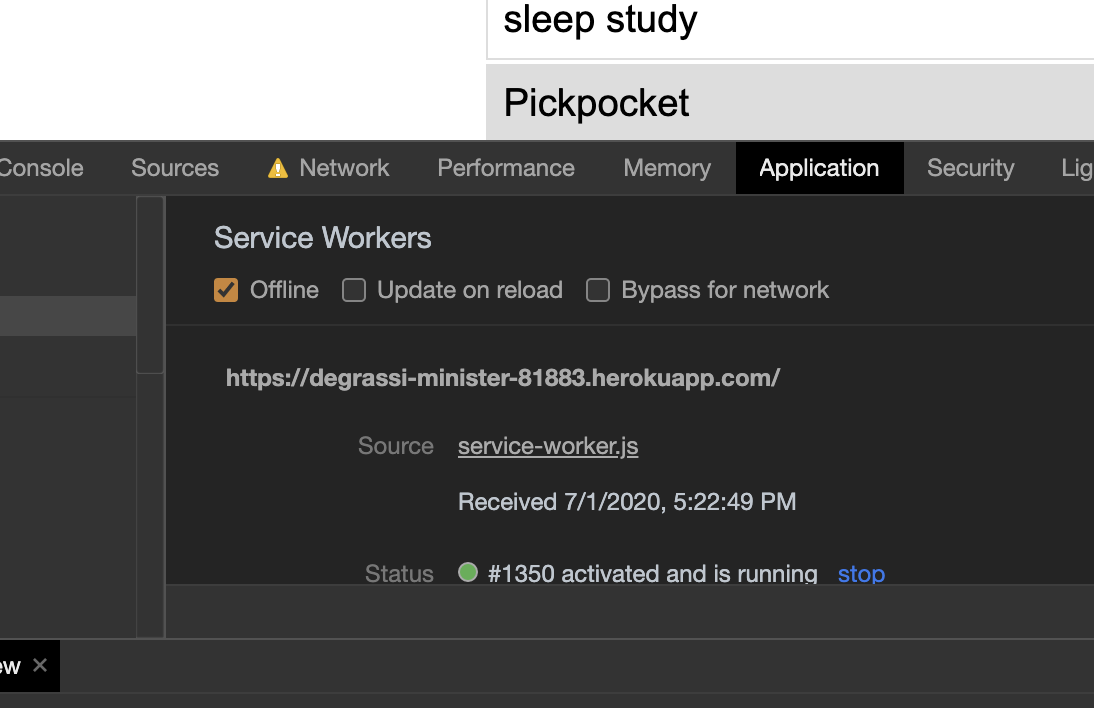 sleep study
Pickpocket
Console Sources Network Performance Memory Application Security Lig
Service Workers
Offline Update on reload Bypass for network
https://degrassi-minister-81883.herokuapp.com/
Source service-worker.js
Received 7/1/2020, 5:22:49 PM
Status #1350 activated and is running stop
ew ×